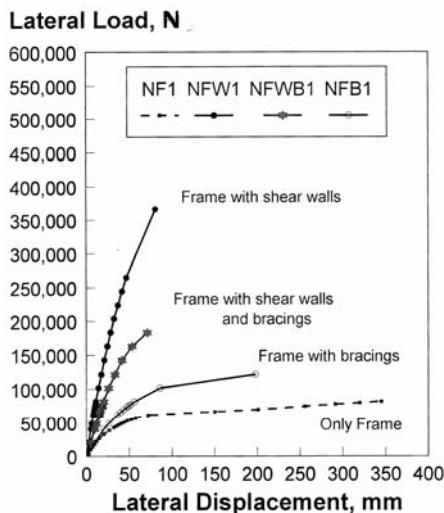 Lateral Load, N
600,000
550,000
500,000
450,000
400,000
350,000
300,000
250,000
200,000
150,000
100,000
50,000
0
NF1 NFW1 NFWB1 NFB1
Frame with shear walls
Frame with shear walls
and bracings
Frame with bracings
Only Frame
0 50 100 150 200 250 300 350 400
Lateral Displacement, mm